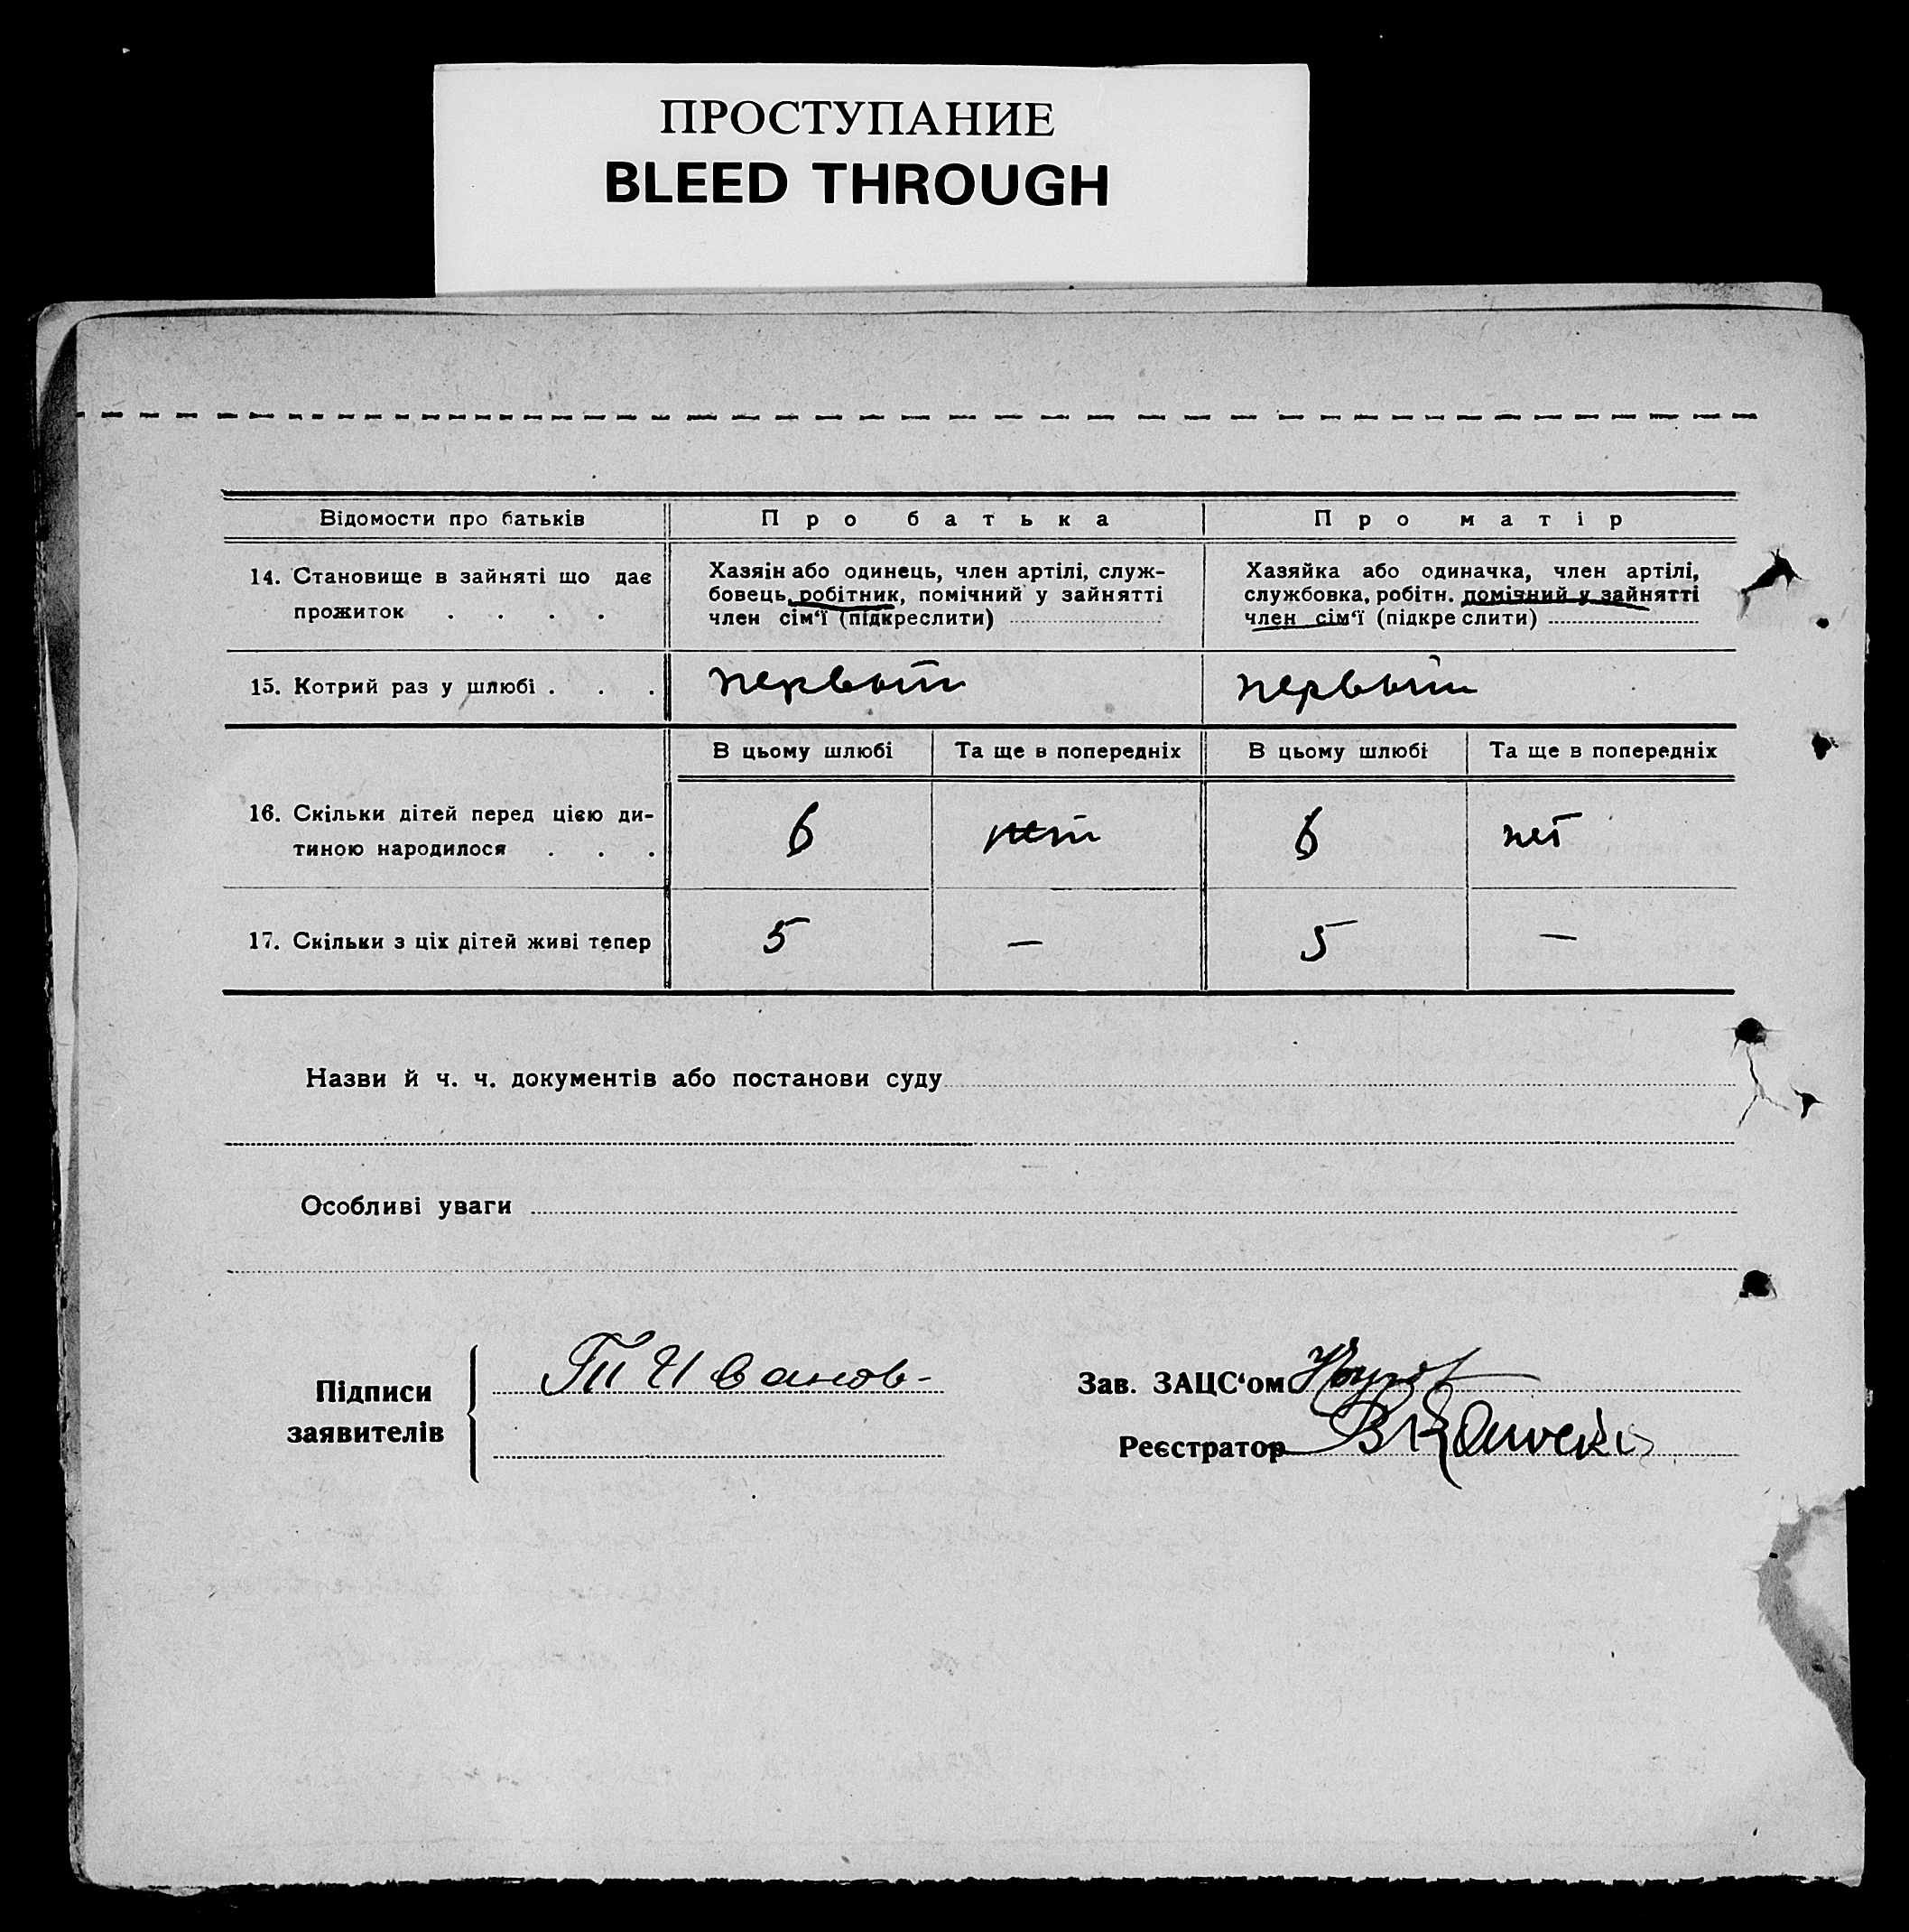 ПРОСТУПАНИЕ
BLEED THROUGH
Відомости про батьків
Про батька
Про матір
14. Становище в зайняті що дає
прожиток . . . .
Хазяін або одинець, член артілі, служ-
бовець, робітник, помічний у зайнятті
член сім‘ї (підкреслити)
Хазяйка або одиначка, член артілі,
службовка, робітн. помічний у зайнятті
член сім‘ї (підкреслити)
15. Котрий раз у шлюбі . . .
первый
первый
В цьому шлюбі
Та ще в попередніх
В цьому шлюбі
Та ще в попередніх
16. Скільки дітей перед цією ди-
тиною народилося . . .
6
нет
6
нет
17. Скільки з ціх дітей живі тепер
5
—
5
—
Назви й ч. ч. документів або постанови суду
Особливі уваги
Підписи
заявителів
Иванов
Зав. ЗАЦС‘ом
Реєстратор